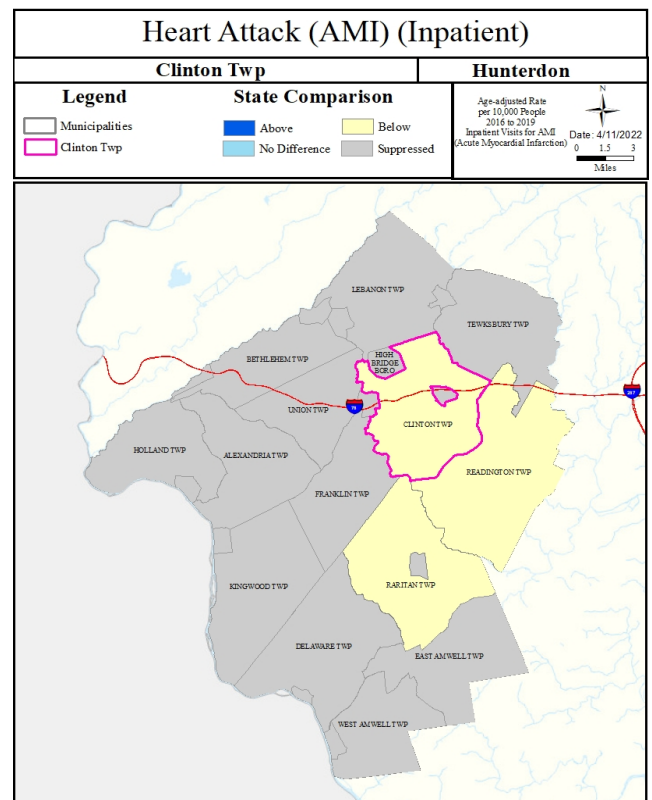 Heart Attack (AMI) (Inpatient)
Clinton Twp
Hunterdon
Legend
Municipalities
Clinton Twp
State Comparison
Above
Below
No Difference
Suppressed
Age-adjusted Rate
per 10,000 People
2016 to 2019
Inpatient Visits for AMI
(Acute Myocardial Infarction)
N
Date: 4/11/2022
0 1.5 3
Miles
LEBANON TWP
TEWKSBURY TWP
HIGH
BRIDGE
BORO
BETHLEHEM TWP
UNION TWP
78
287
CLINTON TWP
HOLLAND TWP
ALEXANDRIA TWP
READINGTON TWP
FRANKLIN TWP
KINGWOOD TWP
RARITAN TWP
DELAWARE TWP
EAST AMWELL TWP
WEST AMWELL TWP